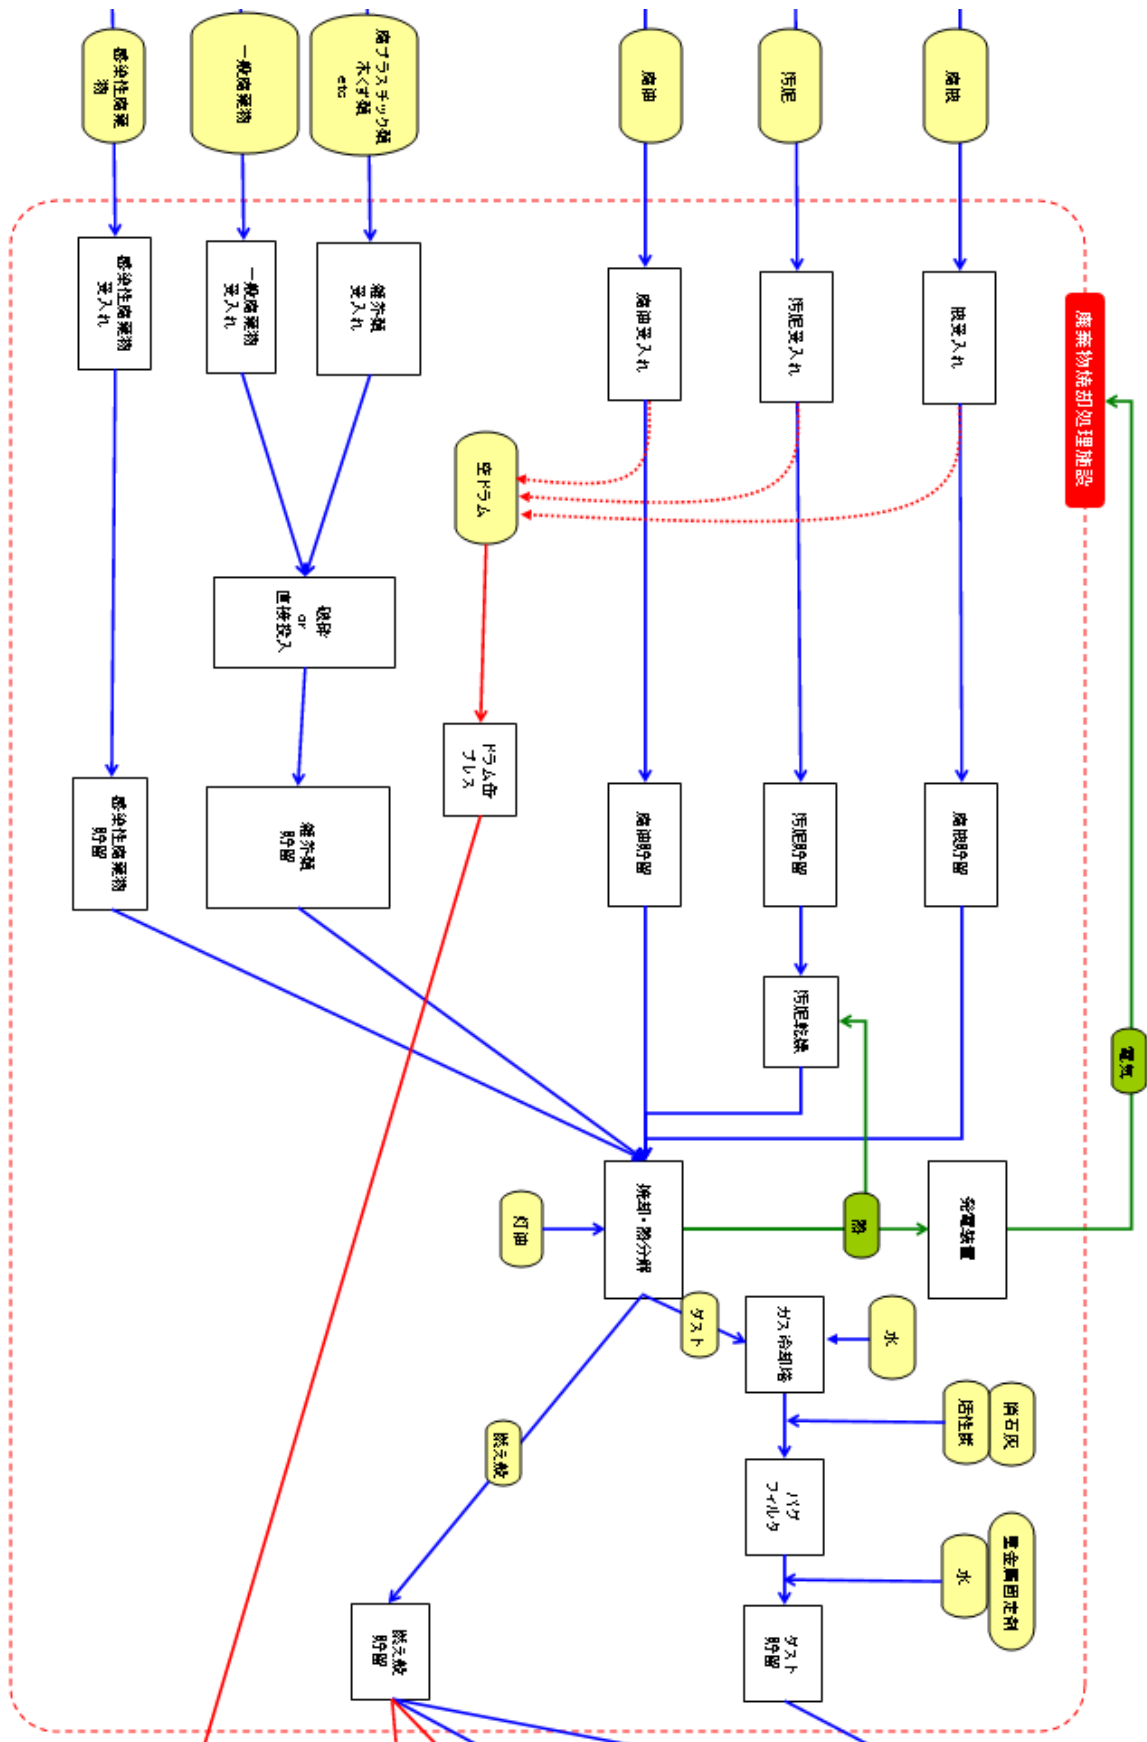 廃棄物焼却処理施設
電気
廃液
液受入れ
廃液貯留
発電装置
汚泥
汚泥受入れ
汚泥貯留
汚泥乾燥
熱
水
消石灰
活性炭
重金属固定剤
水
ガス冷却塔
バグ
フィルタ
ダスト
貯留
廃油
廃油受入れ
廃油貯留
焼却・熱分解
ダスト
灯油
空ドラム
ドラム缶
プレス
燃え殻
燃え殻
貯留
廃プラスチック類
木くず類
etc
雑芥類
受入れ
一般廃棄物
一般廃棄物
受入れ
破砕
or
直接投入
雑芥類
貯留
感染性廃棄
物
感染性廃棄物
受入れ
感染性廃棄物
貯留